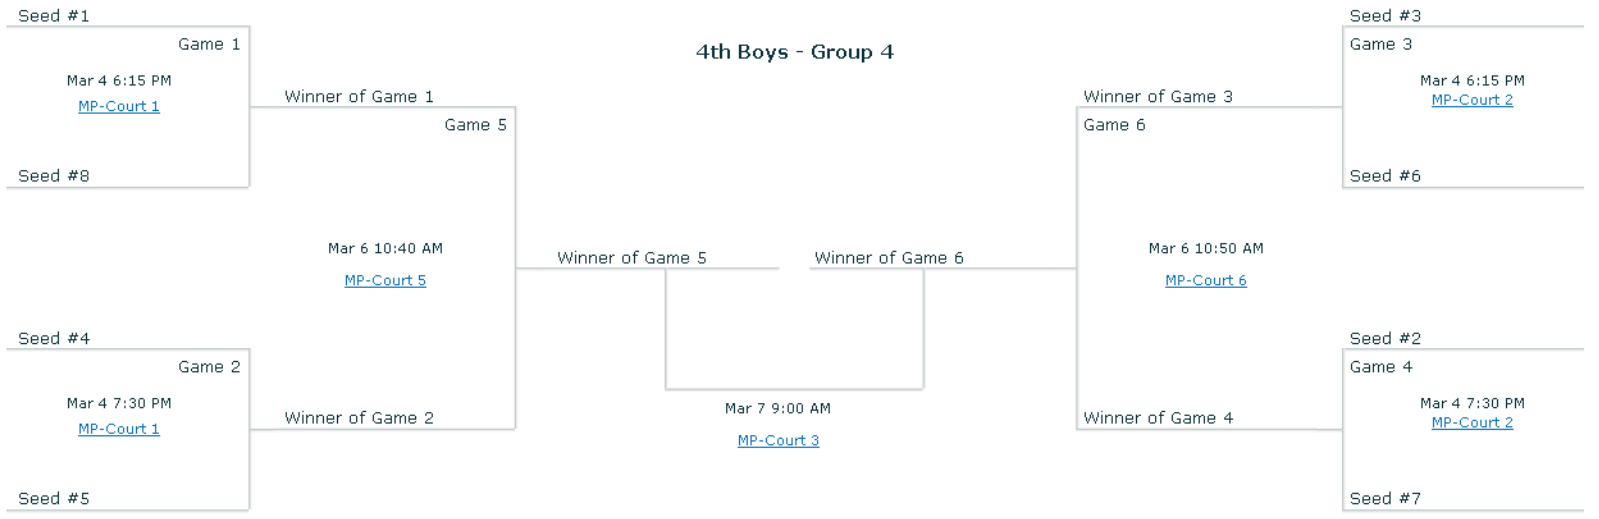 Seed #1
Game 1
Mar 4 6:15 PM
MP-Court 1
Seed #8
Winner of Game 1
Game 5
Mar 6 10:40 AM
MP-Court 5
Seed #4
Game 2
Mar 4 7:30 PM
MP-Court 1
Winner of Game 2
Seed #5
4th Boys - Group 4
Winner of Game 5
Winner of Game 6
Mar 7 9:00 AM
MP-Court 3
Seed #3
Game 3
Mar 4 6:15 PM
MP-Court 2
Winner of Game 3
Game 6
Seed #6
Mar 6 10:50 AM
MP-Court 6
Seed #2
Game 4
Mar 4 7:30 PM
MP-Court 2
Winner of Game 4
Seed #7